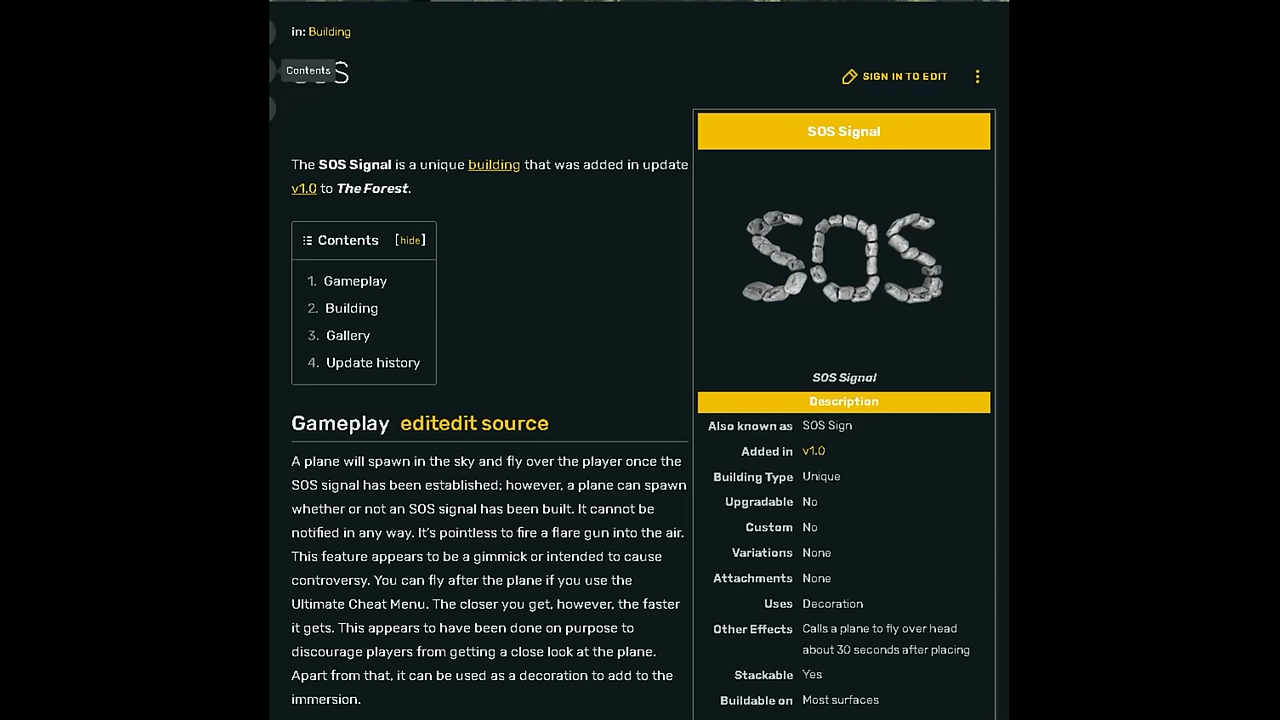 in: Building
Contents
S
SIGN IN TO EDIT
The SOS Signal is a unique building that was added in update
v1.0 to The Forest.
Contents [hide]
1. Gameplay
2. Building
3. Gallery
4. Update history
Gameplay editedit source
A plane will spawn in the sky and fly over the player once the
SOS signal has been established; however, a plane can spawn
whether or not an SOS signal has been built. It cannot be
notified in any way. It's pointless to fire a flare gun into the air.
This feature appears to be a gimmick or intended to cause
controversy. You can fly after the plane if you use the
Ultimate Cheat Menu. The closer you get, however, the faster
it gets. This appears to have been done on purpose to
discourage players from getting a close look at the plane.
Apart from that, it can be used as a decoration to add to the
immersion.
SOS Signal
SOS
SOS Signal
Description
Also known as SOS Sign
Added in v1.0
Building Type Unique
Upgradable No
Custom No
Variations None
Attachments None
Uses Decoration
Other Effects Calls a plane to fly over head
about 30 seconds after placing
Stackable Yes
Buildable on Most surfaces